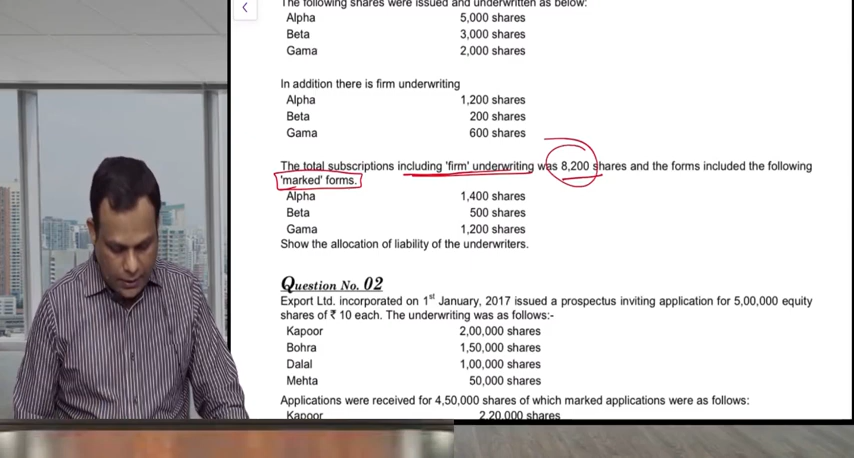 The following shares were issued and underwritten as below:
Alpha 5,000 shares
Beta 3,000 shares
Gama 2,000 shares
In addition there is firm underwriting
Alpha 1,200 shares
Beta 200 shares
Gama 600 shares
The total subscriptions including 'firm' underwriting was 8,200 shares and the forms included the following
'marked' forms.
Alpha 1,400 shares
Beta 500 shares
Gama 1,200 shares
Show the allocation of liability of the underwriters.
Question No. 02
Export Ltd. incorporated on 1st January, 2017 issued a prospectus inviting application for 5,00,000 equity
shares of ₹ 10 each. The underwriting was as follows:-
Kapoor 2,00,000 shares
Bohra 1,50,000 shares
Dalal 1,00,000 shares
Mehta 50,000 shares
Applications were received for 4,50,000 shares of which marked applications were as follows:
Kapoor 2,20,000 shares